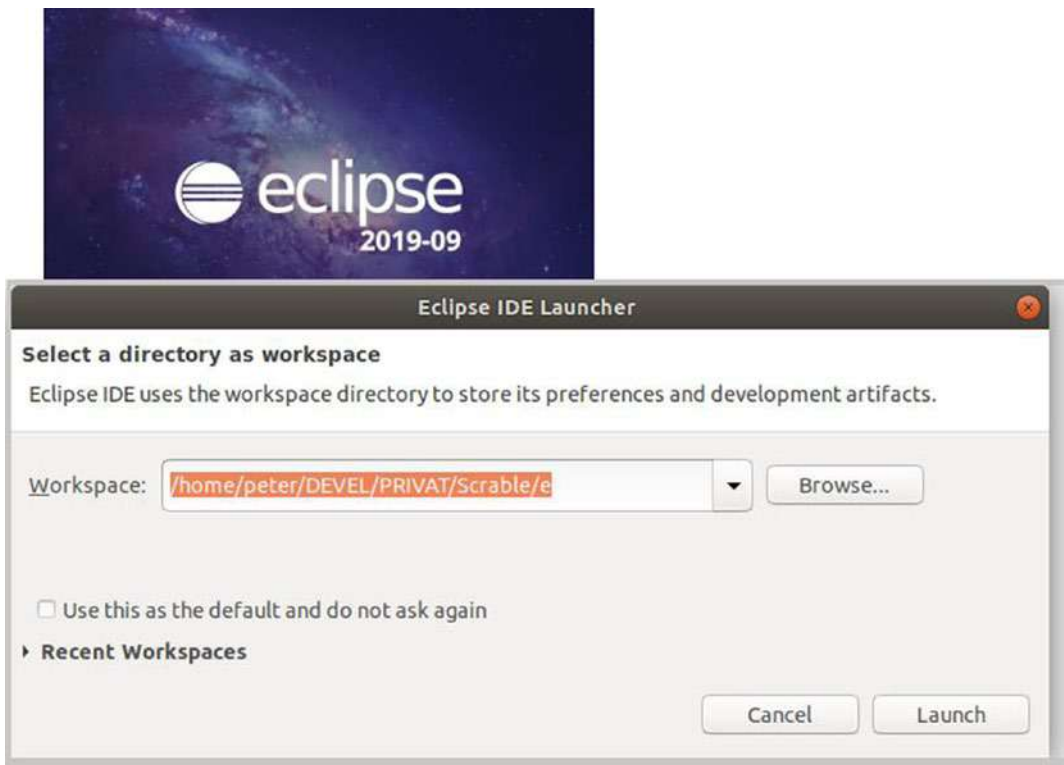 eclipse
2019-09
Eclipse IDE Launcher
Select a directory as workspace
Eclipse IDE uses the workspace directory to store its preferences and development artifacts.
Workspace: /home/peter/DEVEL/PRIVAT/Scrable/e Browse...
Use this as the default and do not ask again
Recent Workspaces
Cancel Launch